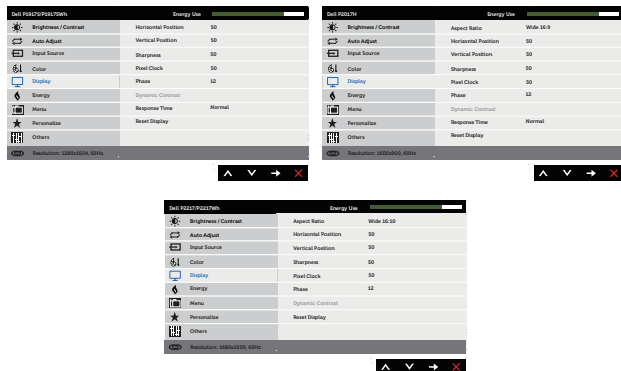 Dell P1917S/P1917SWh Energy Use
Brightness / Contrast Horizontal Position 50
Auto Adjust Vertical Position 50
Input Source Sharpness 50
Color Pixel Clock 50
Display Phase 12
Energy Dynamic Contrast
Menu Response Time Normal
Personalize Reset Display
Others
Resolution: 1280x1024, 60Hz
Dell P2017H Energy Use
Brightness / Contrast Aspect Ratio Wide 16:9
Auto Adjust Horizontal Position 50
Input Source Vertical Position 50
Color Sharpness 50
Display Pixel Clock 50
Energy Phase 12
Menu Dynamic Contrast
Personalize Response Time Normal
Others Reset Display
Resolution: 1600x900, 60Hz
Dell P2217/P2217Wh Energy Use
Brightness / Contrast Aspect Ratio Wide 16:10
Auto Adjust Horizontal Position 50
Input Source Vertical Position 50
Color Sharpness 50
Display Pixel Clock 50
Energy Phase 12
Menu Dynamic Contrast
Personalize Reset Display
Others
Resolution: 1680x1050, 60Hz